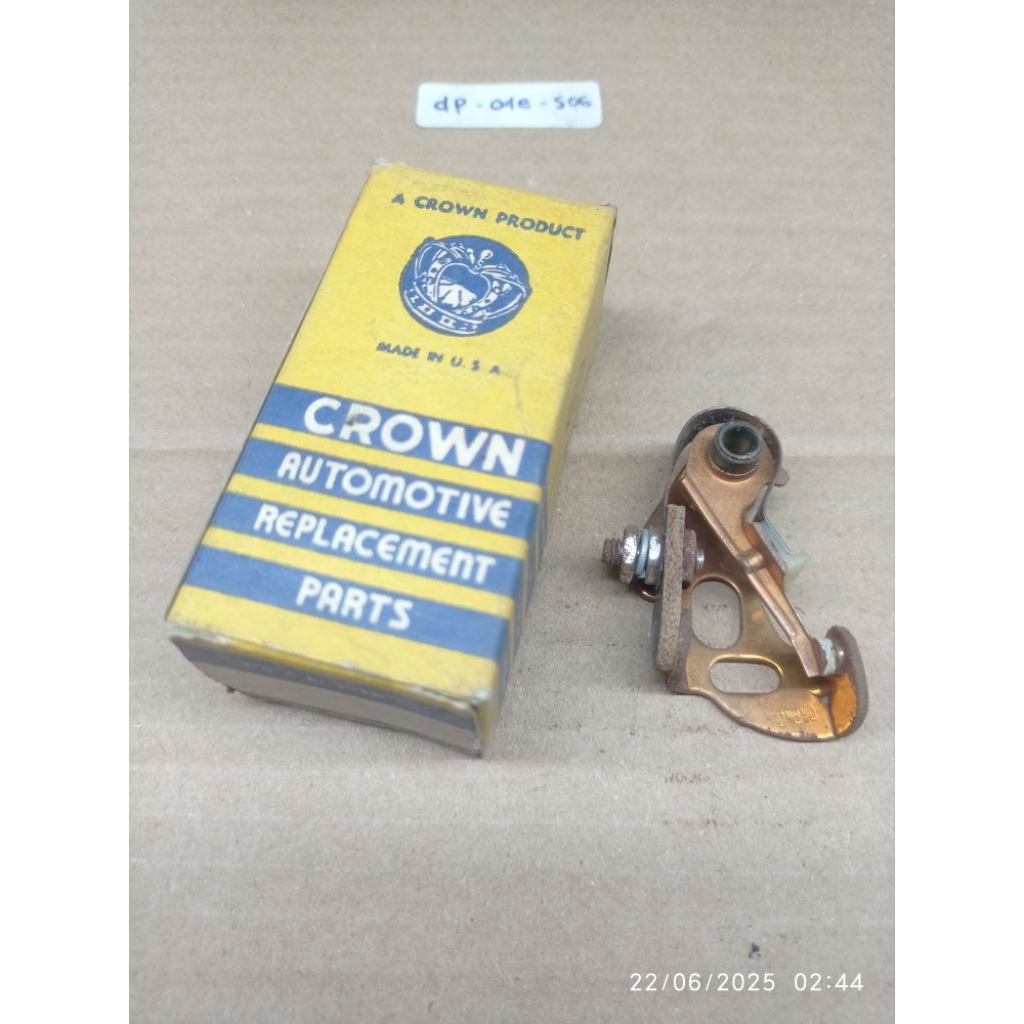 dp - 01e - 506
A CROWN PRODUCT
MADE IN U. S. A
CROWN
AUTOMOTIVE
REPLACEMENT
PARTS
22/06/2025 02:44